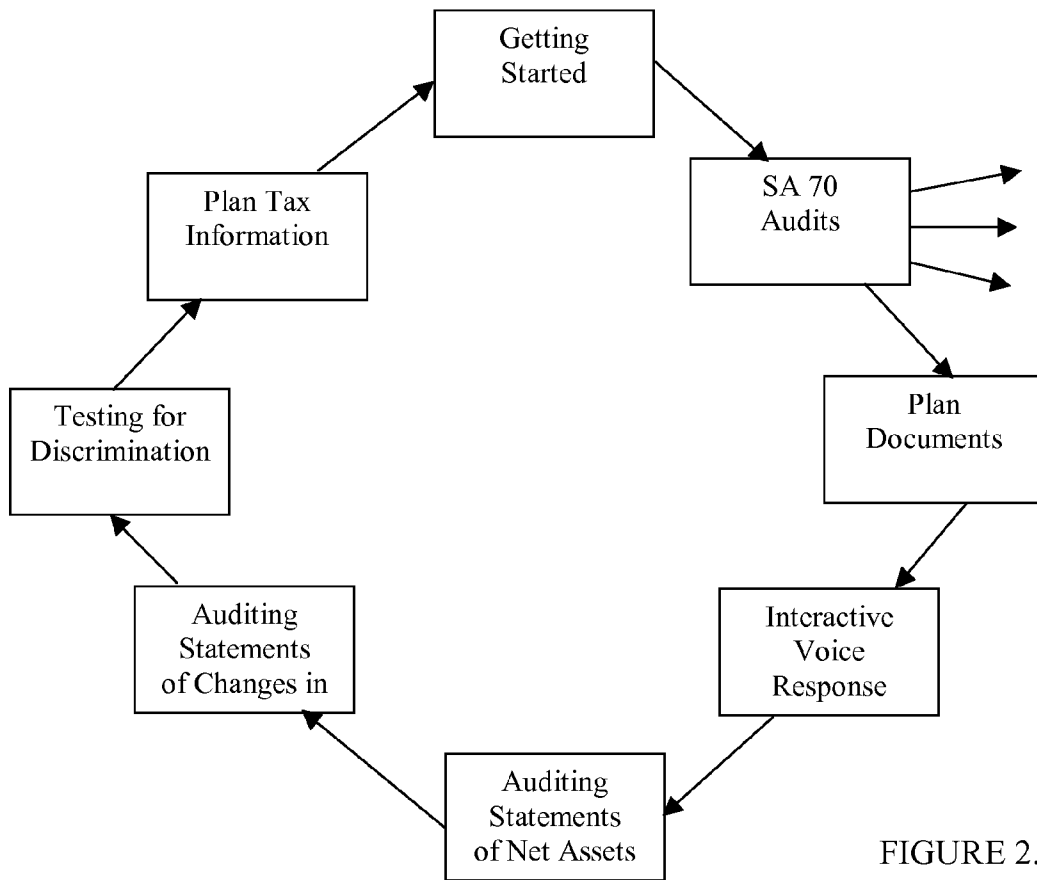 Getting
Started
SA 70
Audits
Plan
Documents
Interactive
Voice
Response
Auditing
Statements
of Net Assets
Auditing
Statements
of Changes in
Testing for
Discrimination
Plan Tax
Information
FIGURE 2.